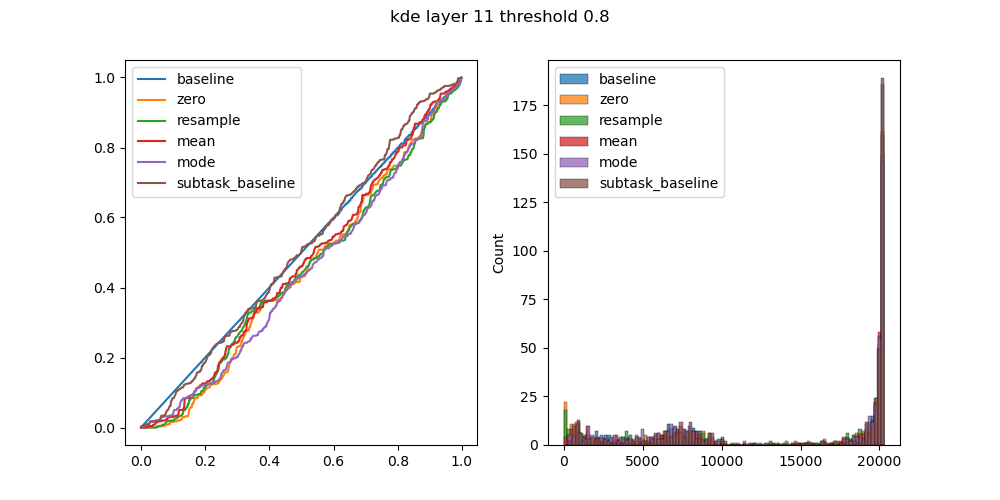 kde layer 11 threshold 0.8
baseline
zero
resample
mean
mode
subtask_baseline
1.0
0.8
0.6
0.4
0.2
0.0
0.0 0.2 0.4 0.6 0.8 1.0
baseline
zero
resample
mean
mode
subtask_baseline
Count
175
150
125
100
75
50
25
0
0 5000 10000 15000 20000